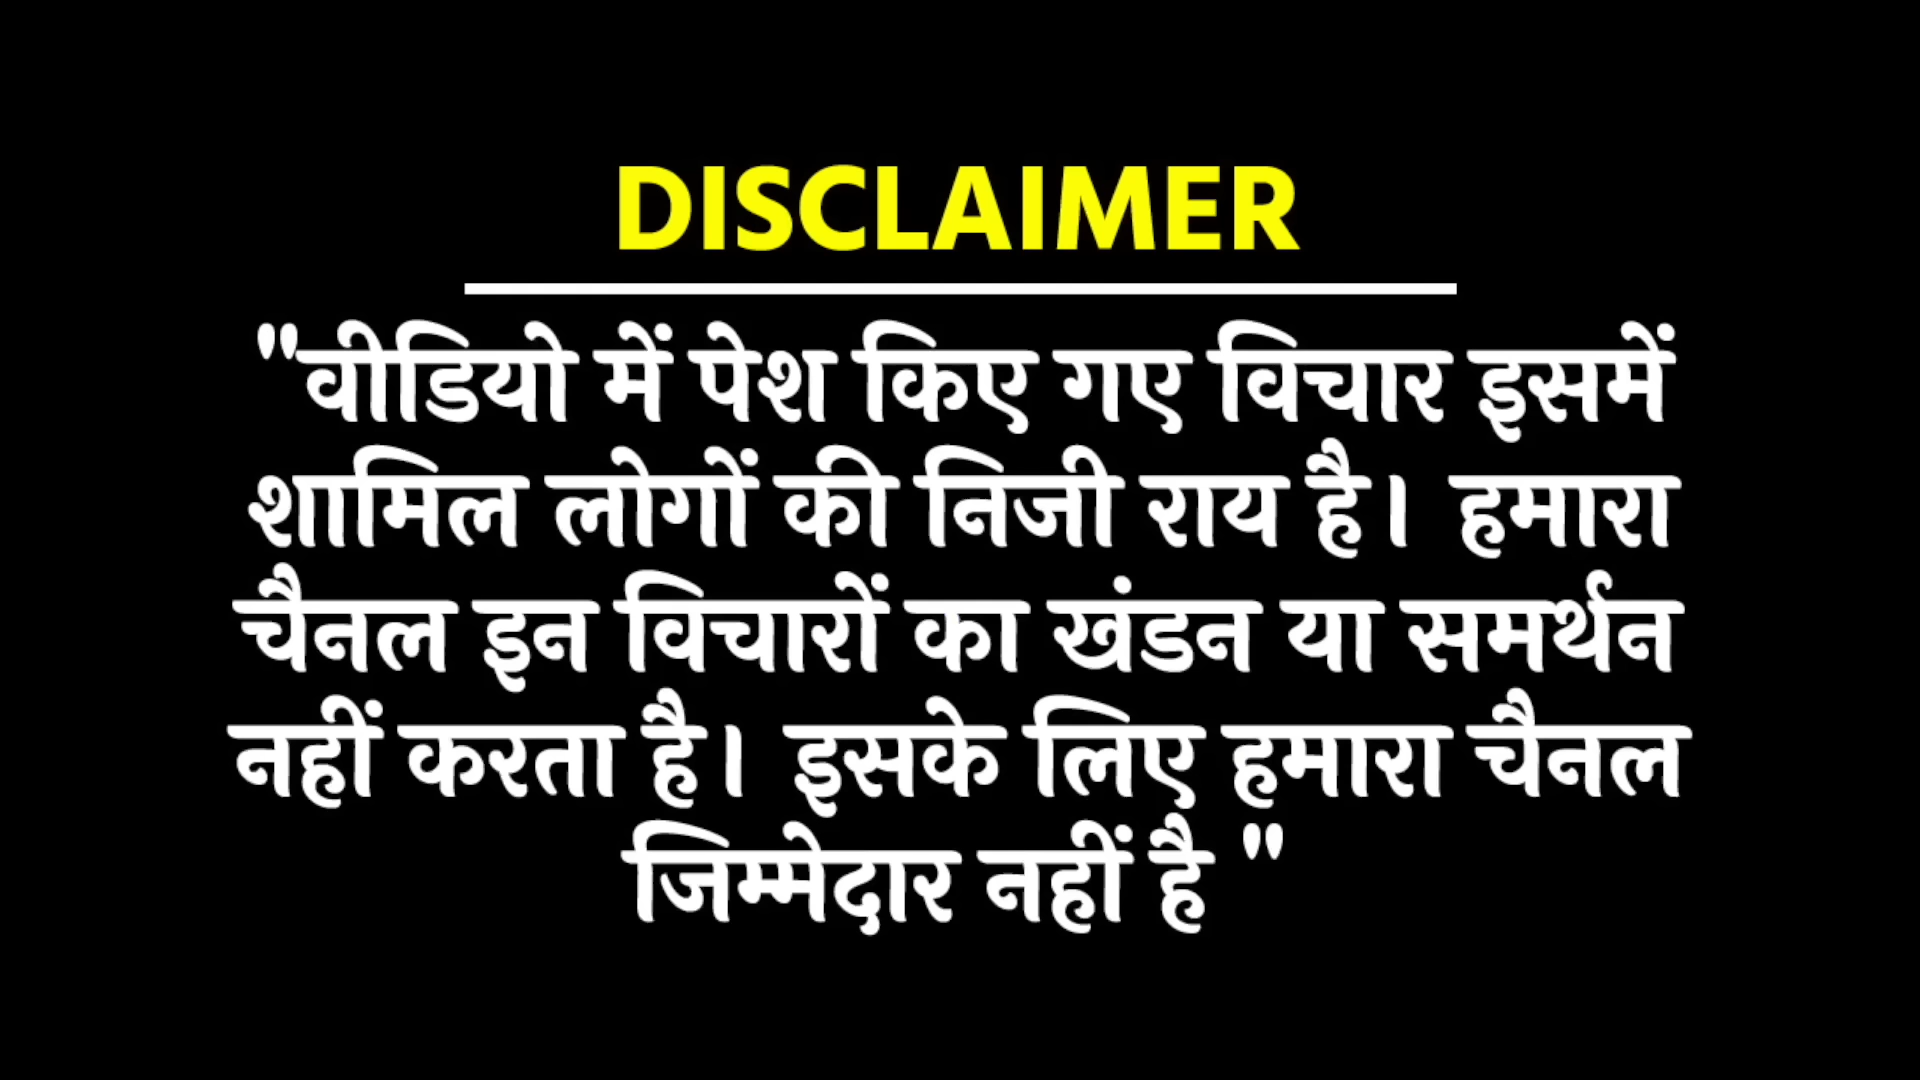 DISCLAIMER
"वीडियो में पेश किए गए विचार इसमें
शामिल लोगों की निजी राय है। हमारा
चैनल इन विचारों का खंडन या समर्थन
नहीं करता है। इसके लिए हमारा चैनल
जिम्मेदार नहीं है "